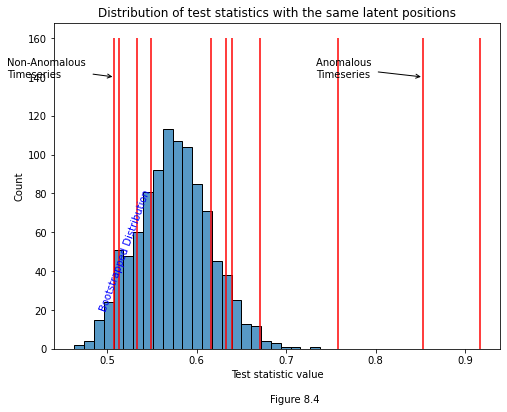 Distribution of test statistics with the same latent positions
160
Non-Anomalous
Timeseries
Anomalous
Timeseries
140
120
100
80
60
40
20
0
Count
Bootstrapped Distribution
0.5 0.6 0.7 0.8 0.9
Test statistic value
Figure 8.4